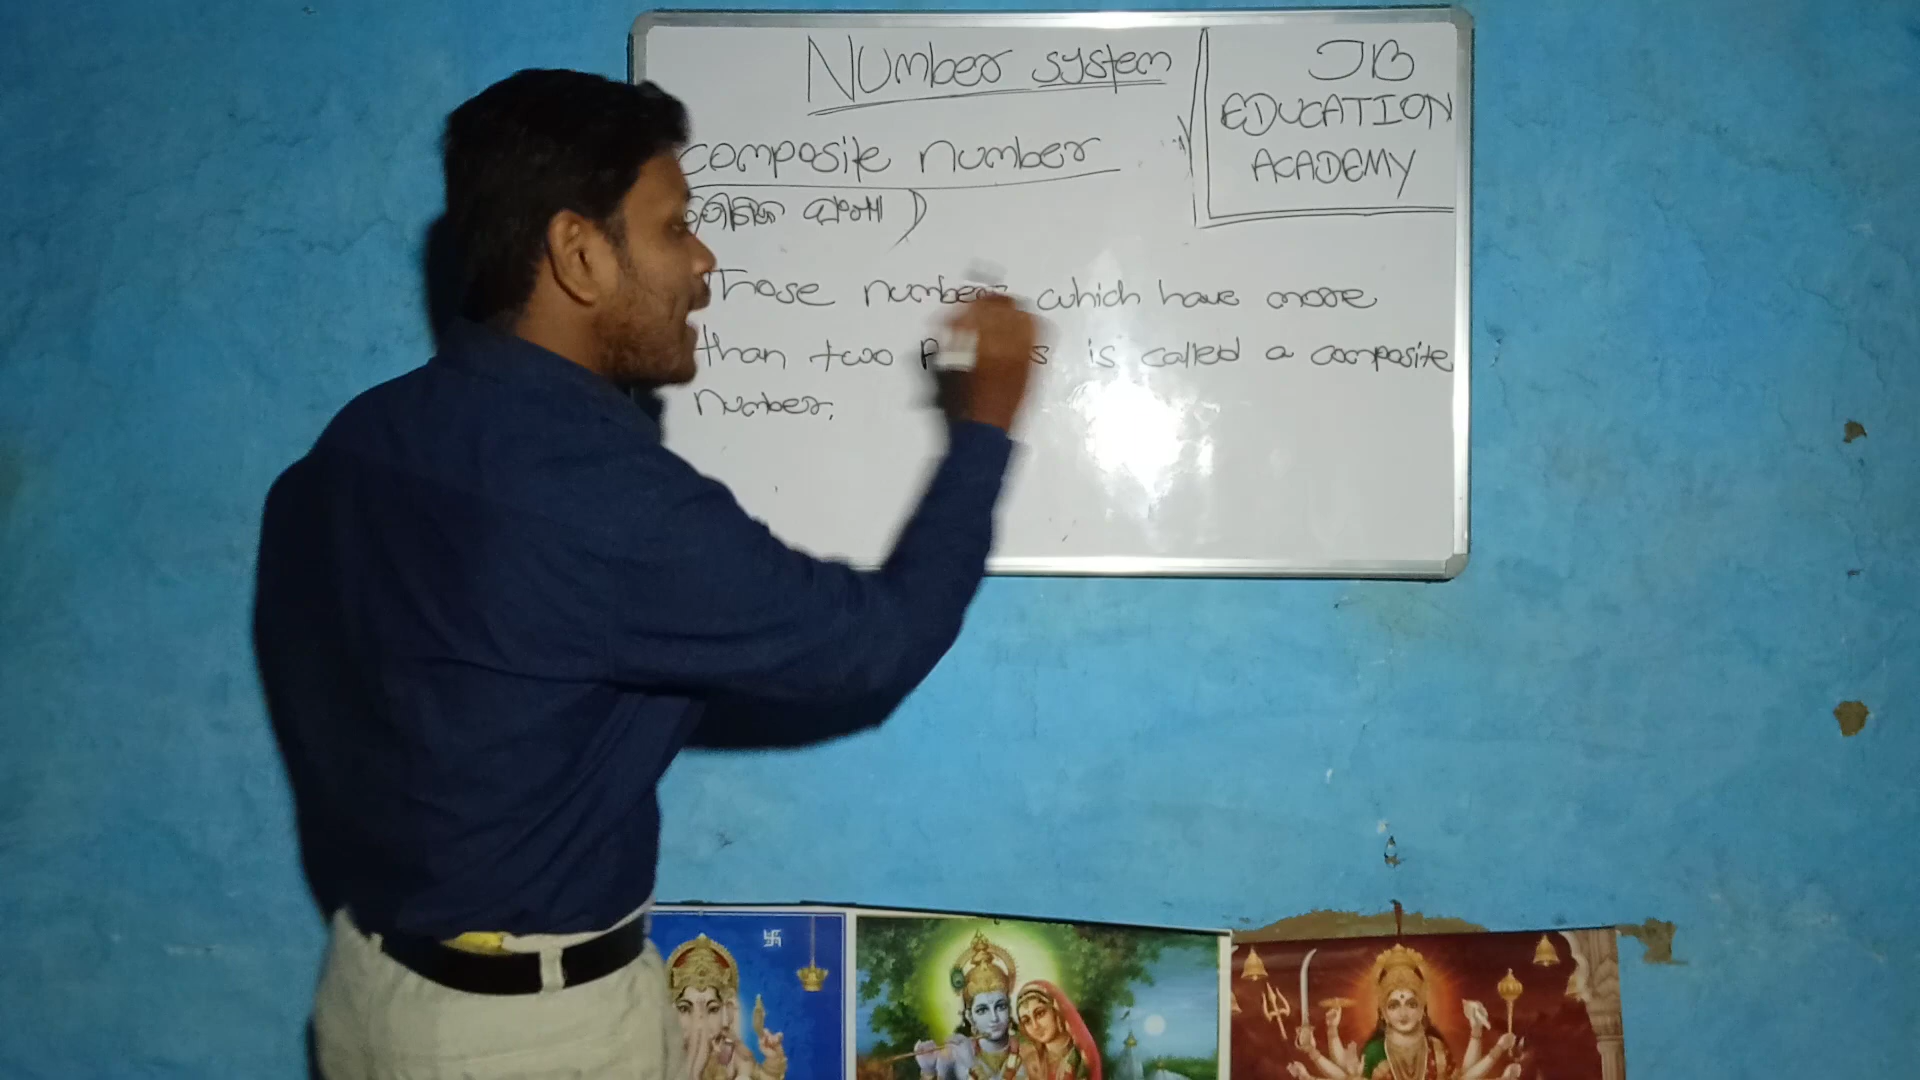 Number system
JB
EDUCATION
ACADEMY
composite number
ଯୌଗିକ ସଂଖ୍ୟା )
Those numbers which have more
than two is called a composite
number.